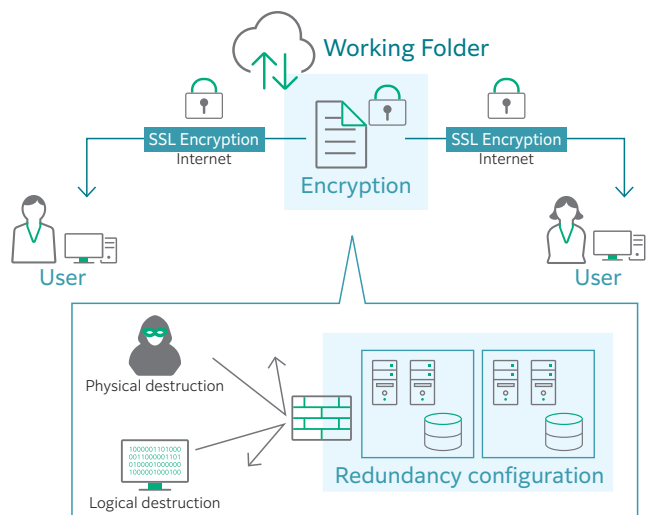 Working Folder
SSL Encryption
Internet
SSL Encryption
Internet
Encryption
User
User
Physical destruction
1000001101000
0011000001101
0100001000000
1000001000100
Logical destruction
Redundancy configuration